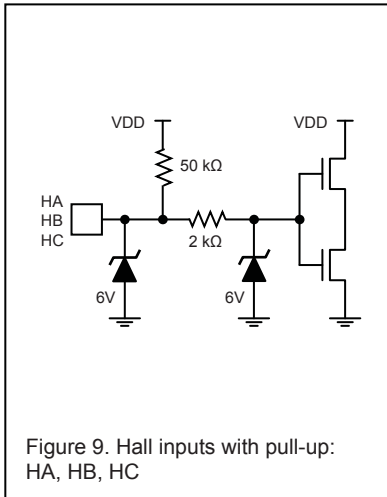 VDD
VDD
50 kΩ
HA
HB
HC
2 kΩ
6V
6V
Figure 9. Hall inputs with pull-up:
HA, HB, HC